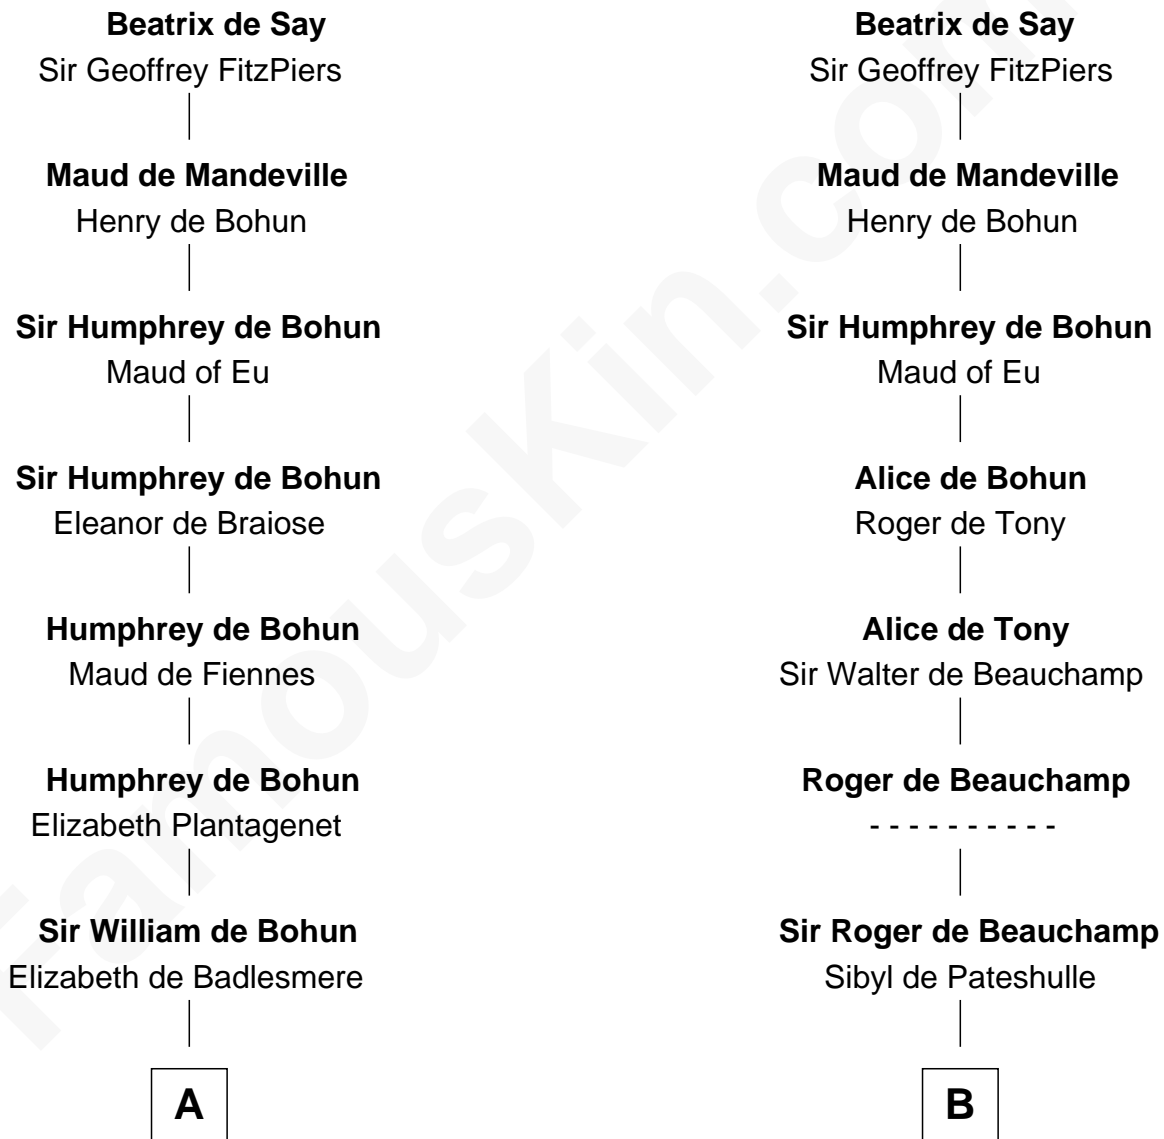 Beatrix de Say
Sir Geoffrey FitzPiers
Maud de Mandeville
Henry de Bohun
Sir Humphrey de Bohun
Maud of Eu
Sir Humphrey de Bohun
Eleanor de Braiose
Humphrey de Bohun
Maud de Fiennes
Humphrey de Bohun
Elizabeth Plantagenet
Sir William de Bohun
Elizabeth de Badlesmere
A
Beatrix de Say
Sir Geoffrey FitzPiers
Maud de Mandeville
Henry de Bohun
Sir Humphrey de Bohun
Maud of Eu
Alice de Bohun
Roger de Tony
Alice de Tony
Sir Walter de Beauchamp
Roger de Beauchamp
- - - - - - - - - -
Sir Roger de Beauchamp
Sibyl de Pateshulle
B
FamousKin.com